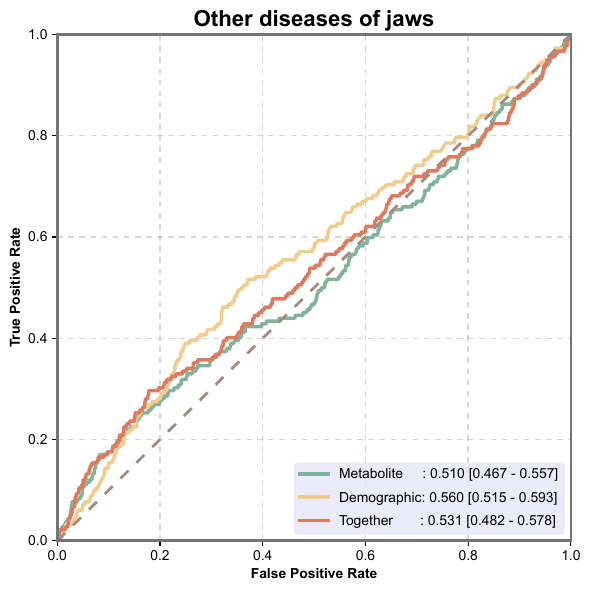 Other diseases of jaws
1.0
0.8
0.6
0.4
0.2
0.0
True Positive Rate
Metabolite : 0.510 [0.467 - 0.557]
Demographic: 0.560 [0.515 - 0.593]
Together : 0.531 [0.482 - 0.578]
0.0 0.2 0.4 0.6 0.8 1.0
False Positive Rate